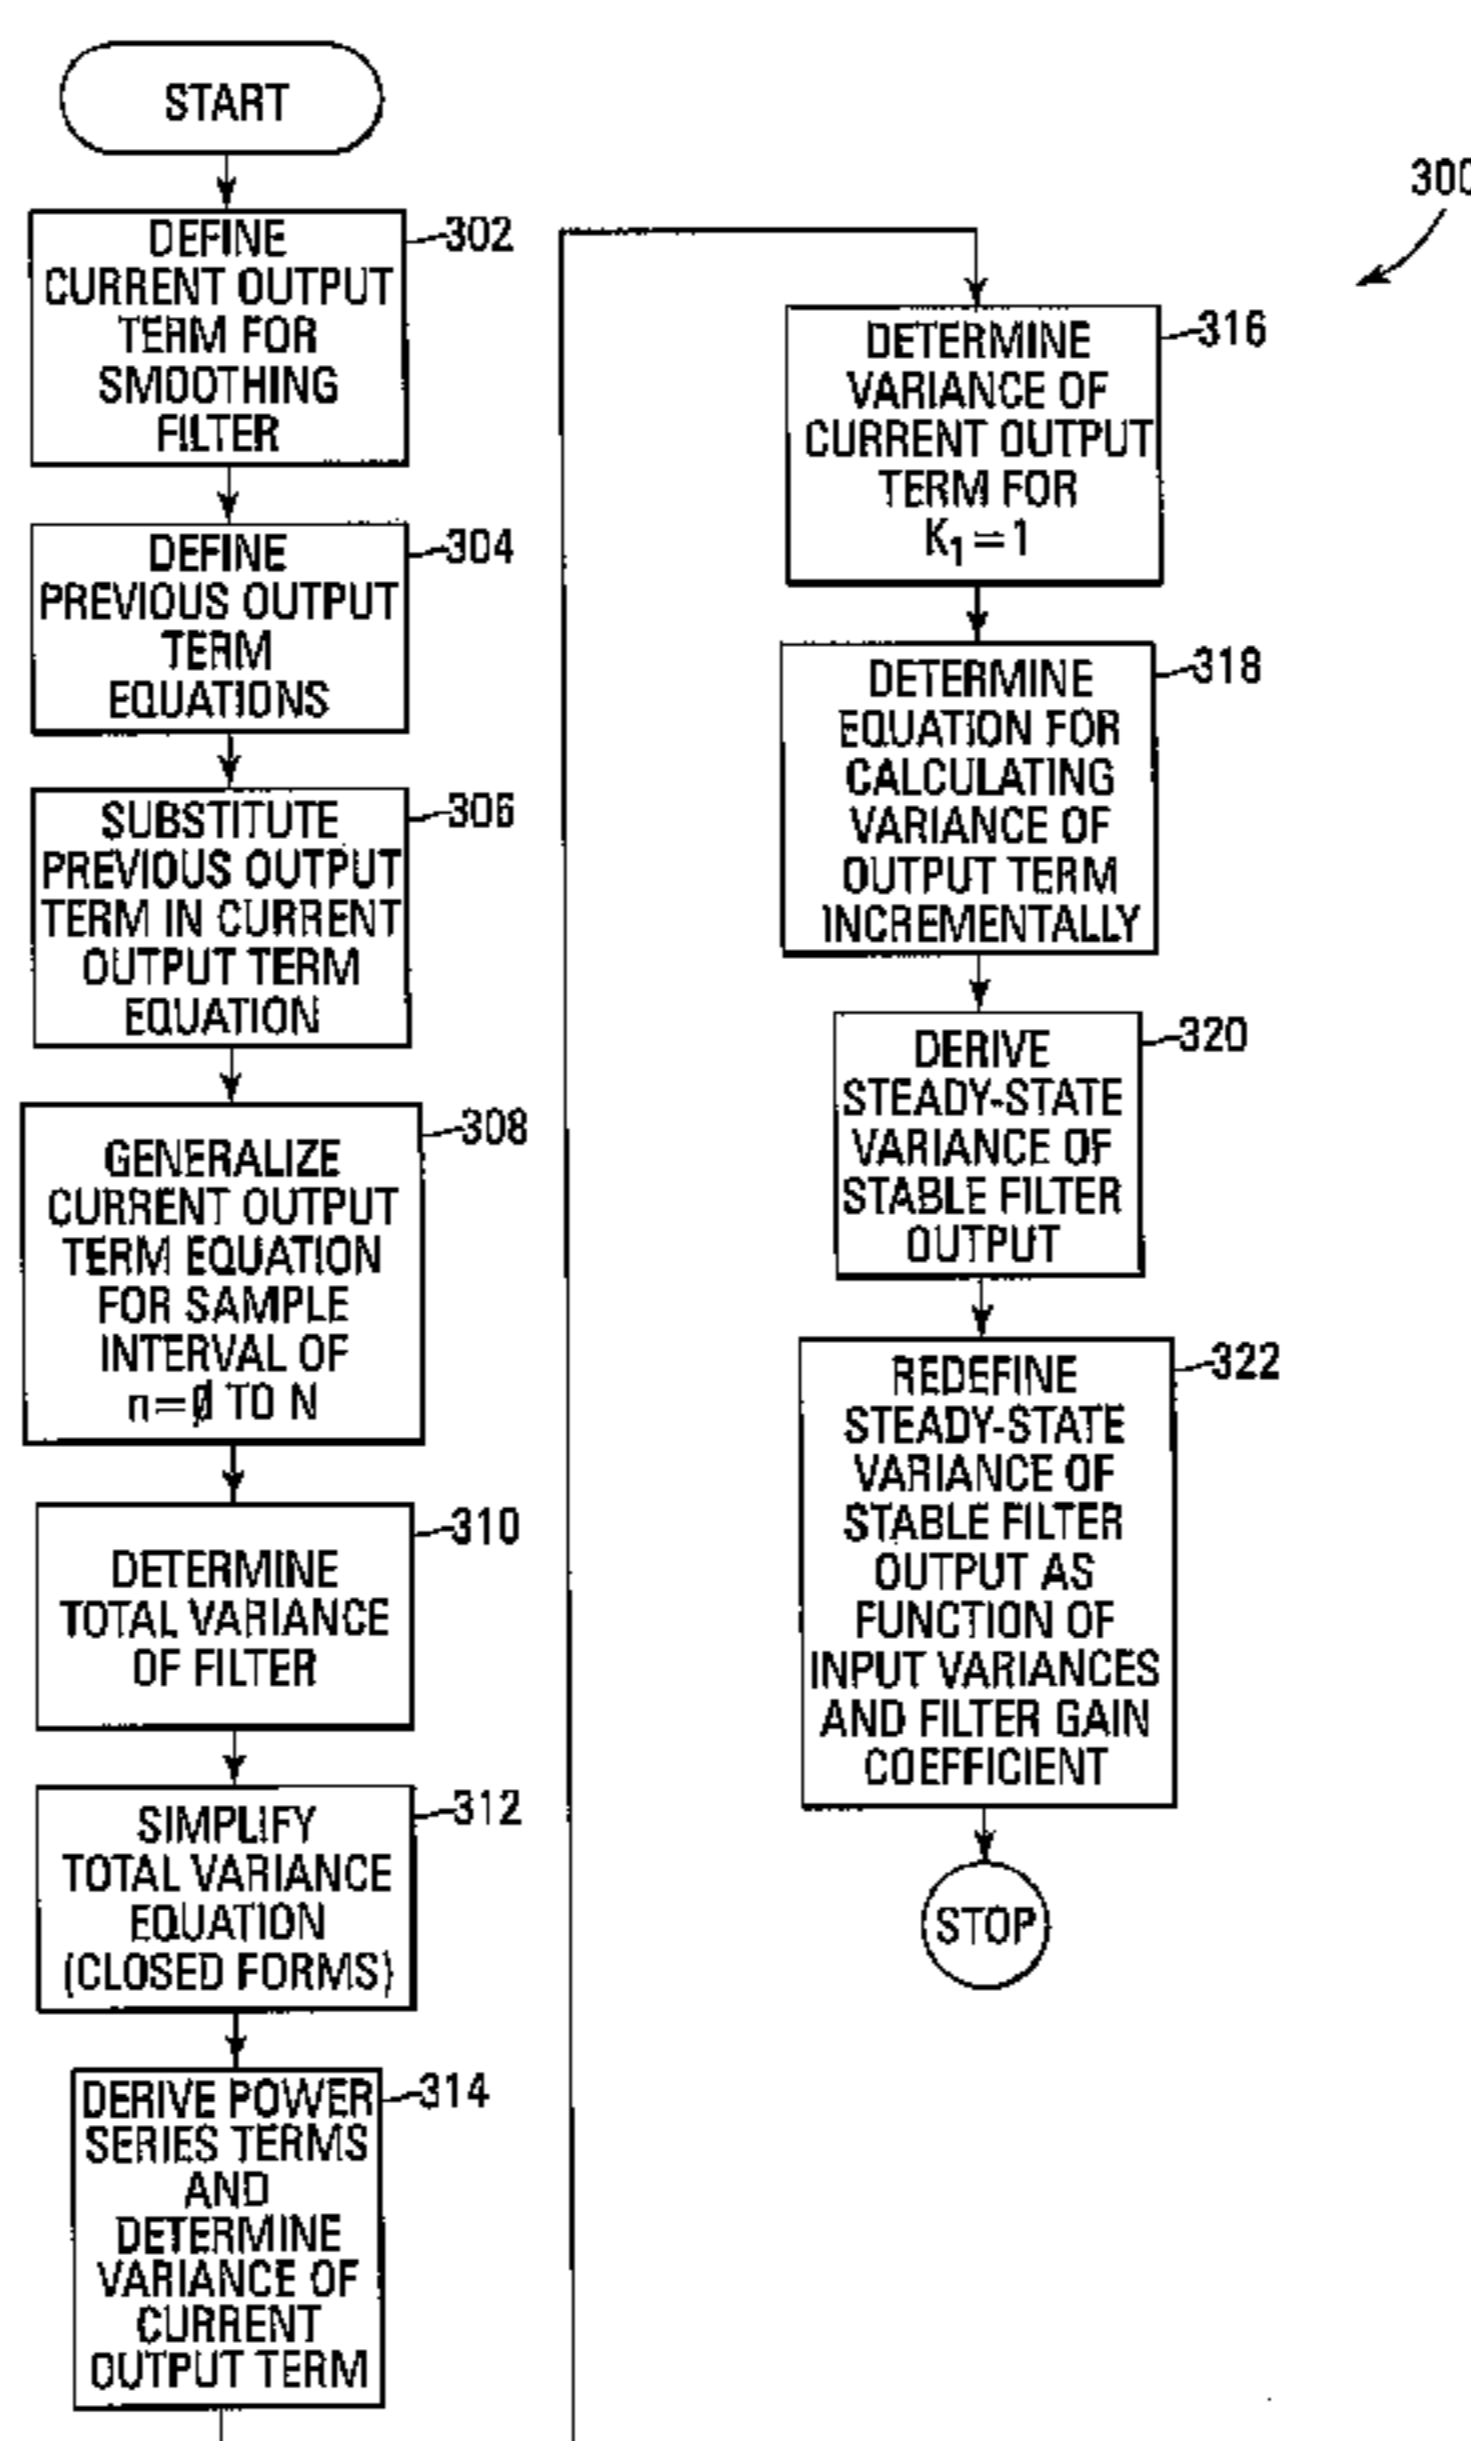 START
DEFINE
CURRENT OUTPUT
TERM FOR
SMOOTHING
FILTER
302
DEFINE
PREVIOUS OUTPUT
TERM
EQUATIONS
304
SUBSTITUTE
PREVIOUS OUTPUT
TERM IN CURRENT
OUTPUT TERM
EQUATION
306
GENERALIZE
CURRENT OUTPUT
TERM EQUATION
FOR SAMPLE
INTERVAL OF
n=∅ TO N
308
DETERMINE
TOTAL VARIANCE
OF FILTER
310
SIMPLIFY
TOTAL VARIANCE
EQUATION
(CLOSED FORMS)
312
DERIVE POWER
SERIES TERMS
AND
DETERMINE
VARIANCE OF
CURRENT
OUTPUT TERM
314
300
DETERMINE
VARIANCE OF
CURRENT OUTPUT
TERM FOR
K₁=1
316
DETERMINE
EQUATION FOR
CALCULATING
VARIANCE OF
OUTPUT TERM
INCREMENTALLY
318
DERIVE
STEADY-STATE
VARIANCE OF
STABLE FILTER
OUTPUT
320
REDEFINE
STEADY-STATE
VARIANCE OF
STABLE FILTER
OUTPUT AS
FUNCTION OF
INPUT VARIANCES
AND FILTER GAIN
COEFFICIENT
322
STOP